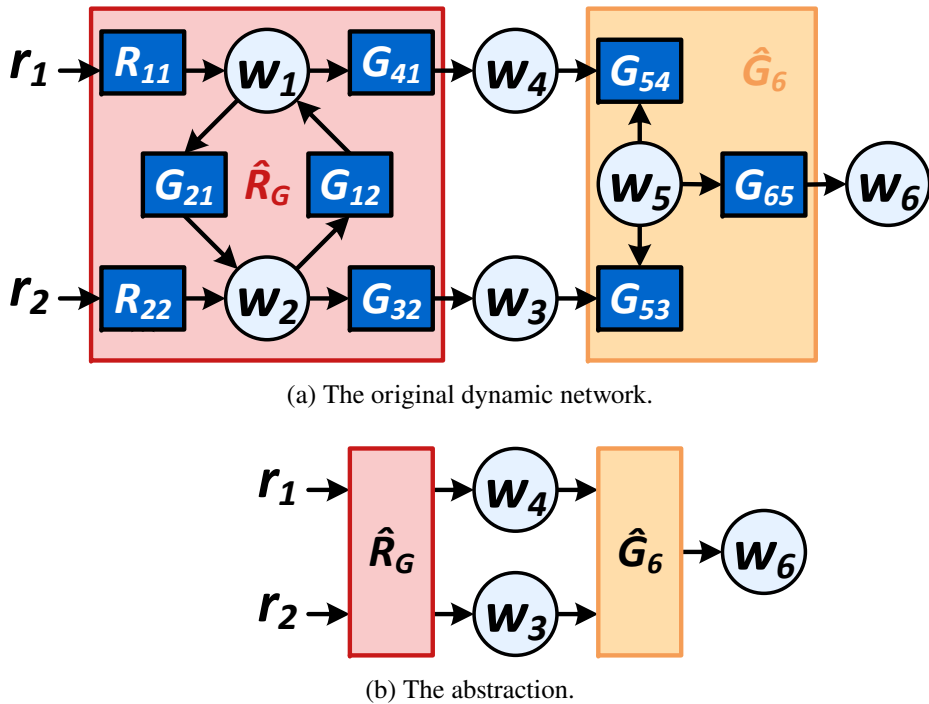 r1 R11 w1 G41 w4 G54 Ĝ6
G21 R̂G G12 w5 G65 w6
r2 R22 w2 G32 w3 G53
(a) The original dynamic network.
r1 w4
R̂G Ĝ6 w6
r2 w3
(b) The abstraction.